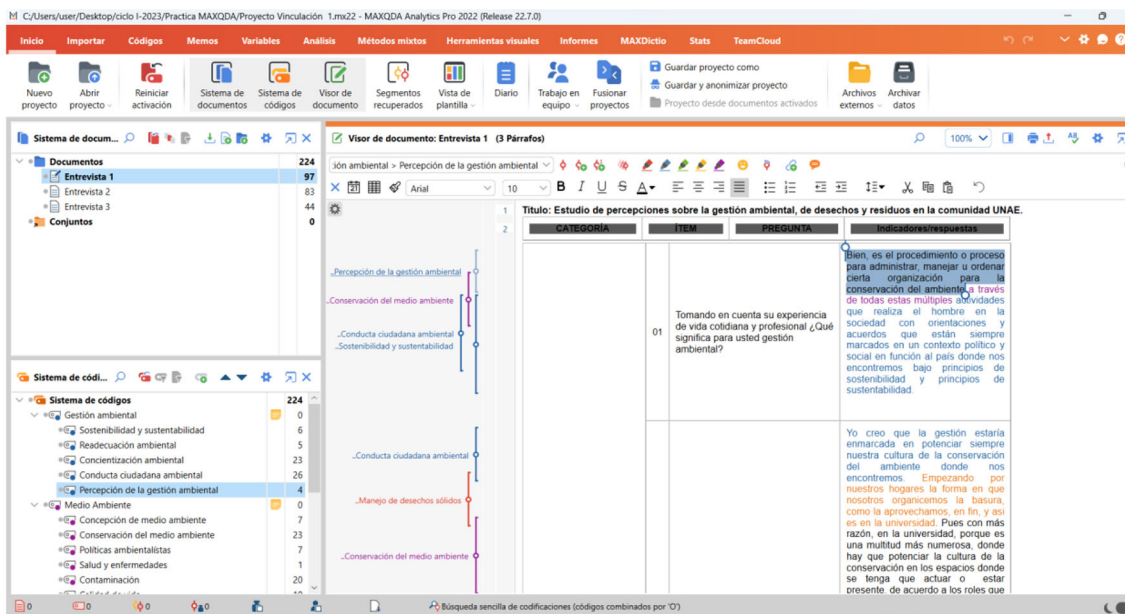 C:/Users/user/Desktop/ciclo I-2023/Practica MAXQDA/Proyecto Vinculación 1.mx22 - MAXQDA Analytics Pro 2022 (Release 22.7.0)
Inicio Importar Códigos Memos Variables Análisis Métodos mixtos Herramientas visuales Informes MAXDictio Stats TeamCloud
Nuevo proyecto
Abrir proyecto
Reiniciar activación
Sistema de documentos
Sistema de códigos
Visor de documento
Segmentos recuperados
Vista de plantilla
Diario
Trabajo en equipo
Fusionar proyectos
Guardar proyecto como
Guardar y anonimizar proyecto
Proyecto desde documentos activados
Archivos externos
Archivar datos
Sistema de docum...
Documentos 224
Entrevista 1 97
Entrevista 2 83
Entrevista 3 44
Conjuntos 0
Sistema de códi...
Sistema de códigos 224
Gestión ambiental 0
Sostenibilidad y sustentabilidad 6
Readecuación ambiental 5
Concientización ambiental 23
Conducta ciudadana ambiental 26
Percepción de la gestión ambiental 4
Medio Ambiente 0
Concepción de medio ambiente 7
Conservación del medio ambiente 23
Políticas ambientalístas 7
Salud y enfermedades 1
Contaminación 20
Visor de documento: Entrevista 1 (3 Párrafos)
100%
ión ambiental > Percepción de la gestión ambiental
Arial 10 B I U S A
1 Titulo: Estudio de percepciones sobre la gestión ambiental, de desechos y residuos en la comunidad UNAE.
2 CATEGORÍA ÍTEM PREGUNTA Indicadores/respuestas
..Percepción de la gestión ambiental
..Conservación del medio ambiente
..Conducta ciudadana ambiental
..Sostenibilidad y sustentabilidad
..Conducta ciudadana ambiental
..Manejo de desechos sólidos
..Conservación del medio ambiente
01
Tomando en cuenta su experiencia
de vida cotidiana y profesional ¿Qué
significa para usted gestión
ambiental?
Bien, es el procedimiento o proceso
para administrar, manejar u ordenar
cierta organización para la
conservación del ambiente a través
de todas estas múltiples actividades
que realiza el hombre en la
sociedad con orientaciones y
acuerdos que están siempre
marcados en un contexto político y
social en función al país donde nos
encontremos bajo principios de
sostenibilidad y principios de
sustentabilidad.
Yo creo que la gestión estaría
enmarcada en potenciar siempre
nuestra cultura de la conservación
del ambiente donde nos
encontremos. Empezando por
nuestros hogares la forma en que
nosotros organicemos la basura,
como la aprovechamos, en fin, y asi
es en la universidad. Pues con más
razón, en la universidad, porque es
una multitud más numerosa, donde
hay que potenciar la cultura de la
conservación en los espacios donde
se tenga que actuar o estar
presente, de acuerdo a los roles que
0 0 0 0
Búsqueda sencilla de codificaciones (códigos combinados por 'O')